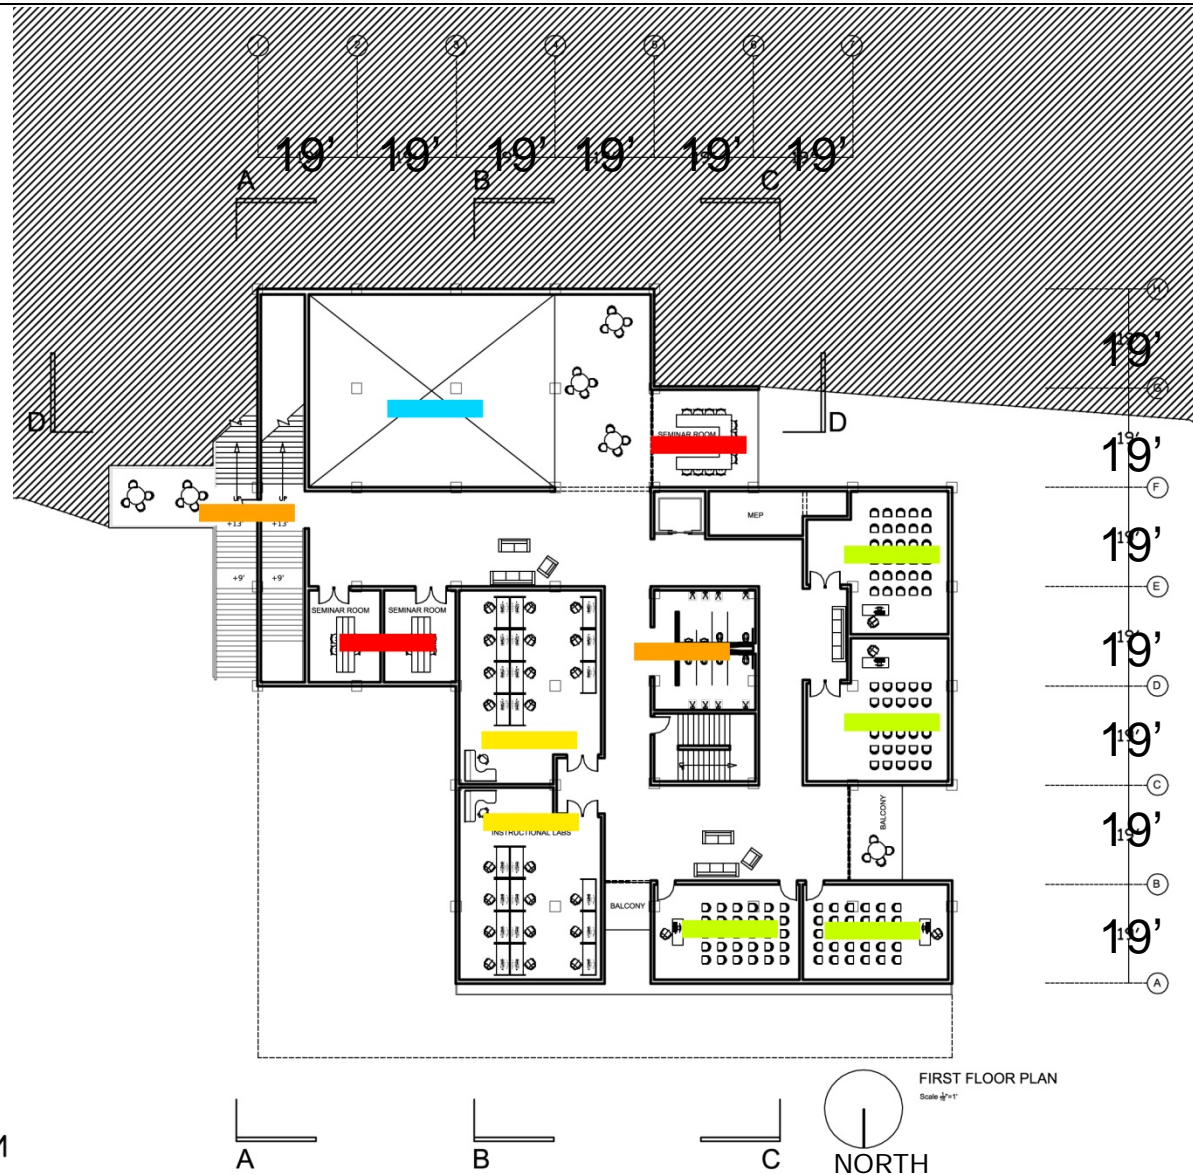 1 2 3 4 5 6 7
19' 19' 19' 19' 19' 19'
A B C
H
19'
G
D D
SEMINAR ROOM
19'
F
UP UP
+13' +13'
MEP
19'
+9' +9'
E
SEMINAR ROOM SEMINAR ROOM
19'
D
19'
C
BALCONY
INSTRUCTIONAL LABS
19'
B
BALCONY
19'
A
FIRST FLOOR PLAN
A B C
NORTH